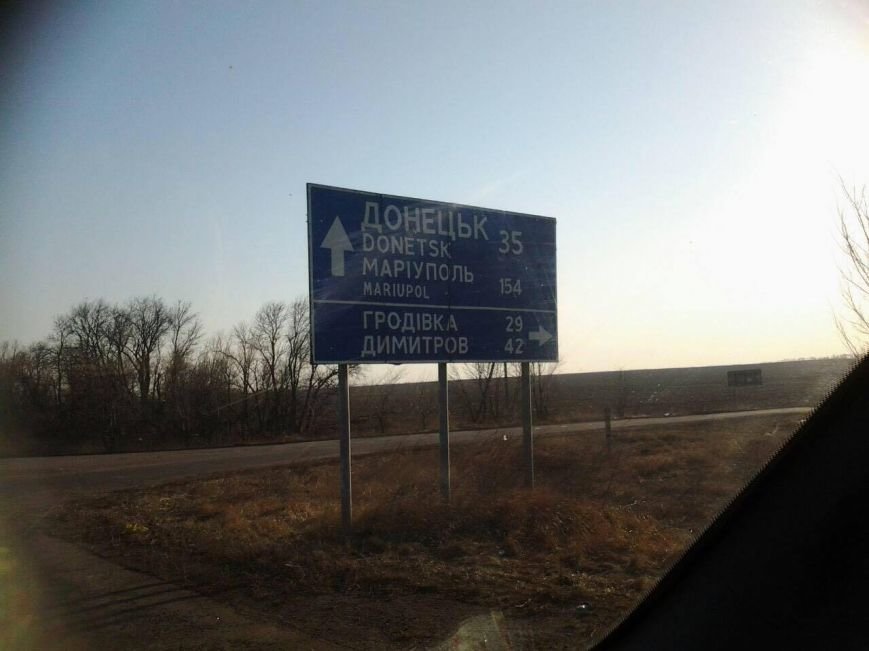 ДОНЕЦЬК 35
DONETSK
МАРІУПОЛЬ
MARIUPOL 154
ГРОДІВКА 29
ДИМИТРОВ 42